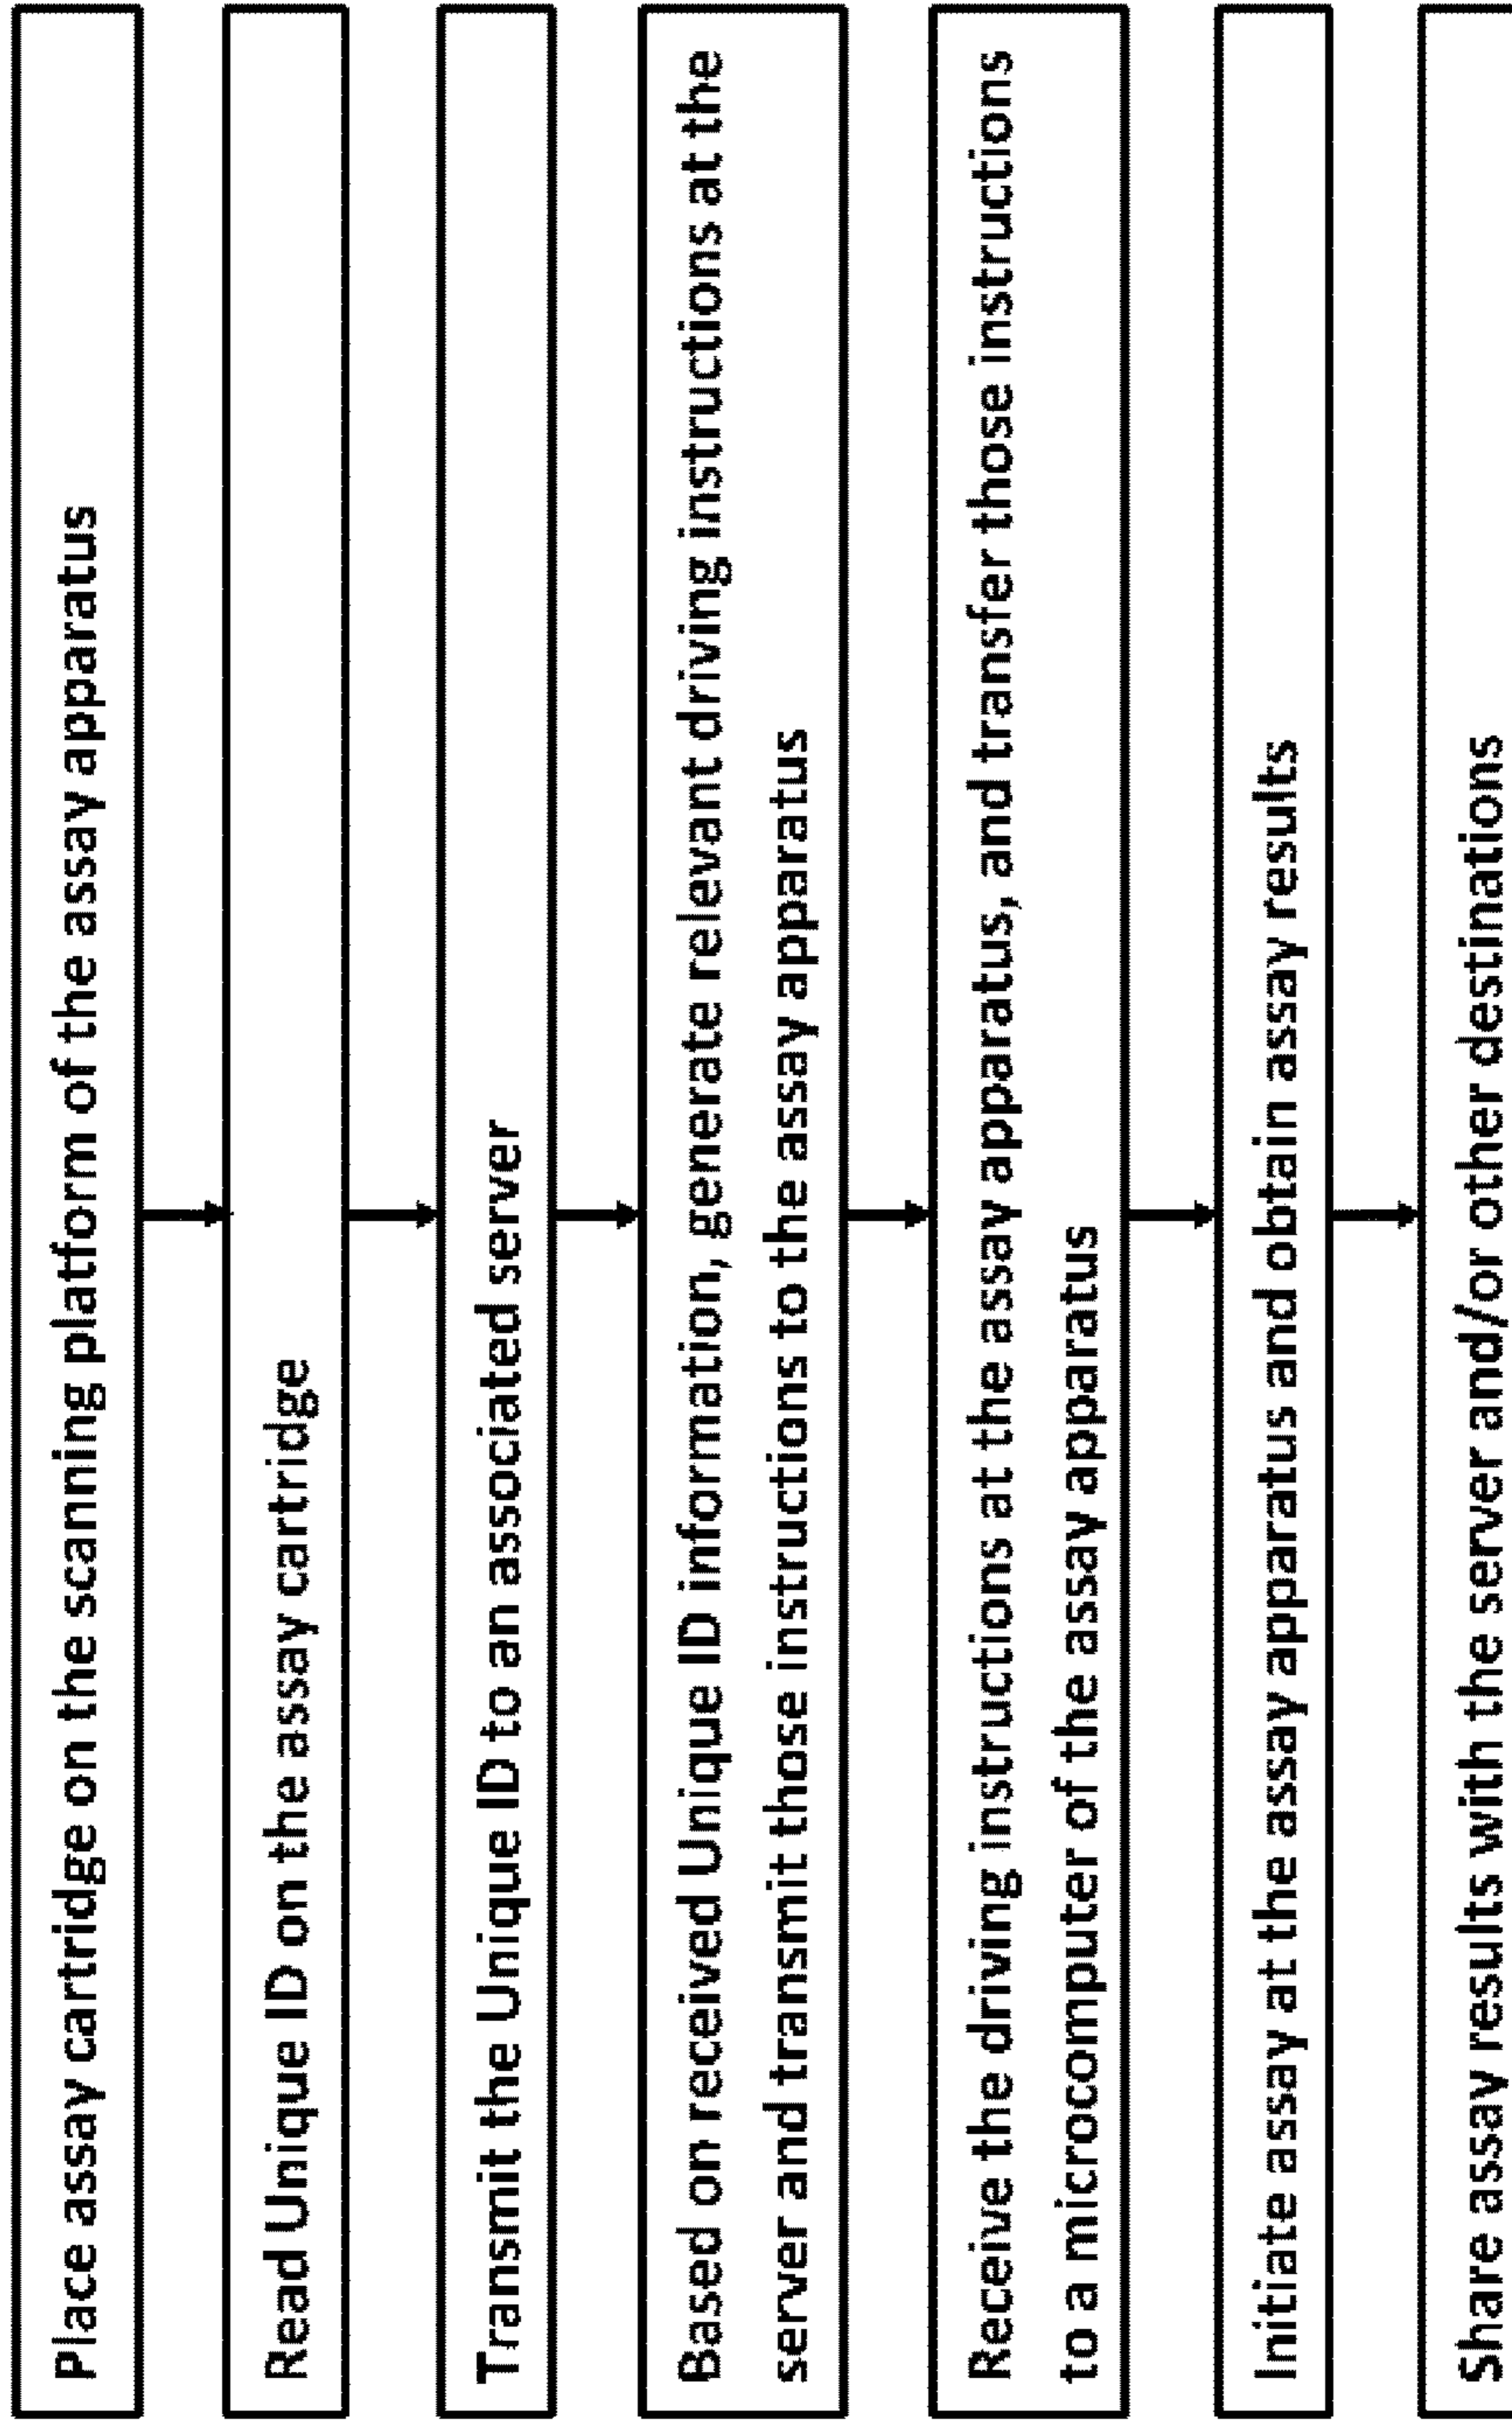 Place assay cartridge on the scanning platform of the assay apparatus
Read Unique ID on the assay cartridge
Transmit the Unique ID to an associated server
Based on received Unique ID information, generate relevant driving instructions at the
server and transmit those instructions to the assay apparatus
Receive the driving instructions at the assay apparatus, and transfer those instructions
to a microcomputer of the assay apparatus
Initiate assay at the assay apparatus and obtain assay results
Share assay results with the server and/or other destinations